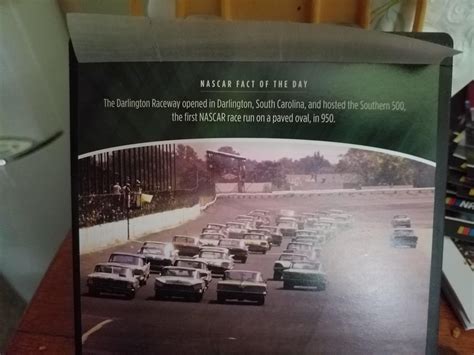 NASCAR FACT OF THE DAY
The Darlington Raceway opened in Darlington, South Carolina, and hosted the Southern 500,
the first NASCAR race run on a paved oval, in 950.